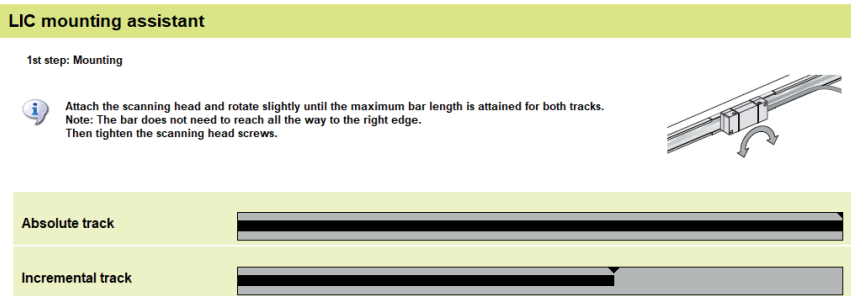 LIC mounting assistant
1st step: Mounting
Attach the scanning head and rotate slightly until the maximum bar length is attained for both tracks.
Note: The bar does not need to reach all the way to the right edge.
Then tighten the scanning head screws.
Absolute track
Incremental track